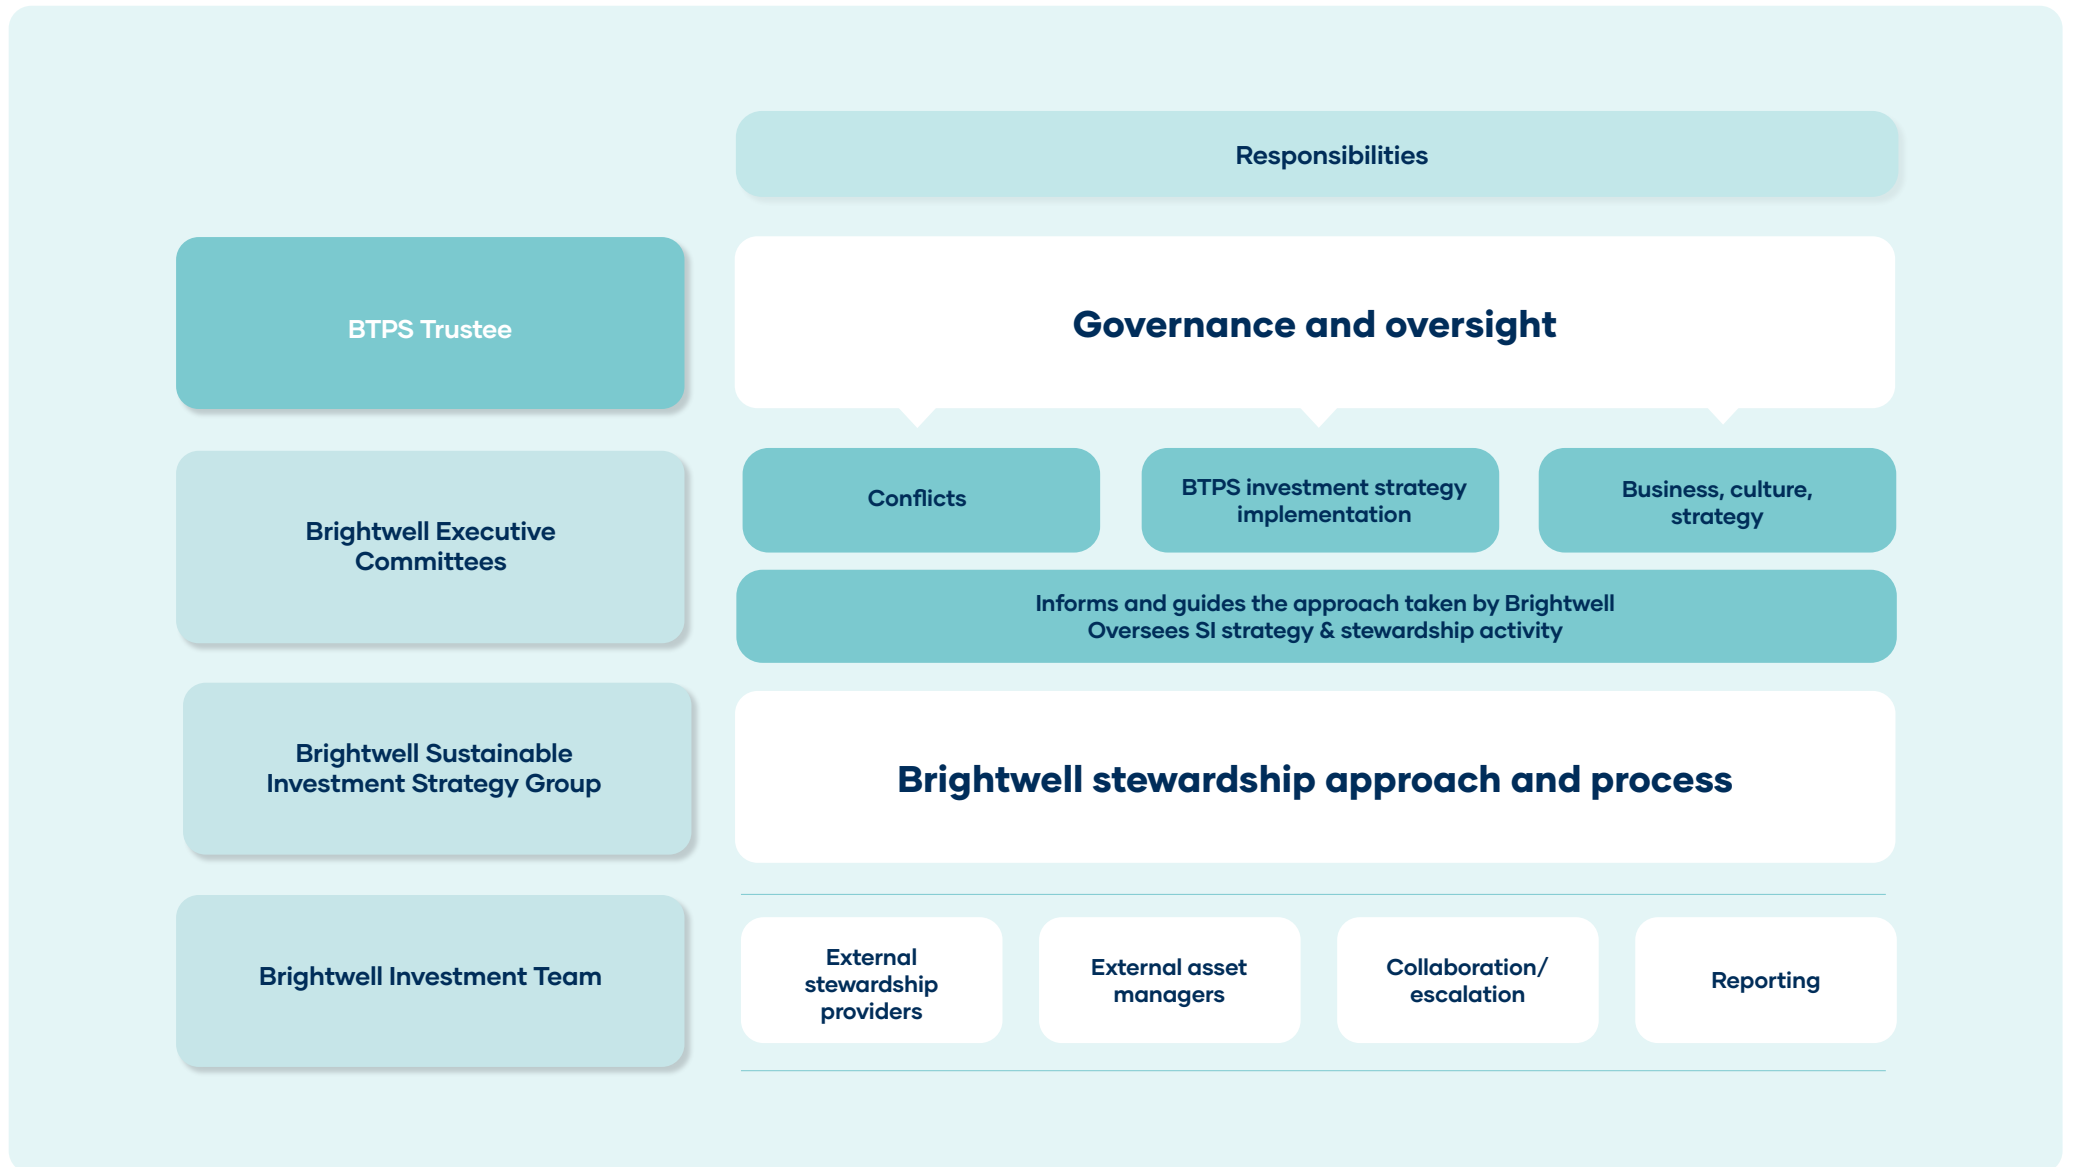 Responsibilities
BTPS Trustee
Governance and oversight
Brightwell Executive
Committees
Conflicts
BTPS investment strategy
implementation
Business, culture,
strategy
Informs and guides the approach taken by Brightwell
Oversees SI strategy & stewardship activity
Brightwell Sustainable
Investment Strategy Group
Brightwell stewardship approach and process
Brightwell Investment Team
External
stewardship
providers
External asset
managers
Collaboration/
escalation
Reporting